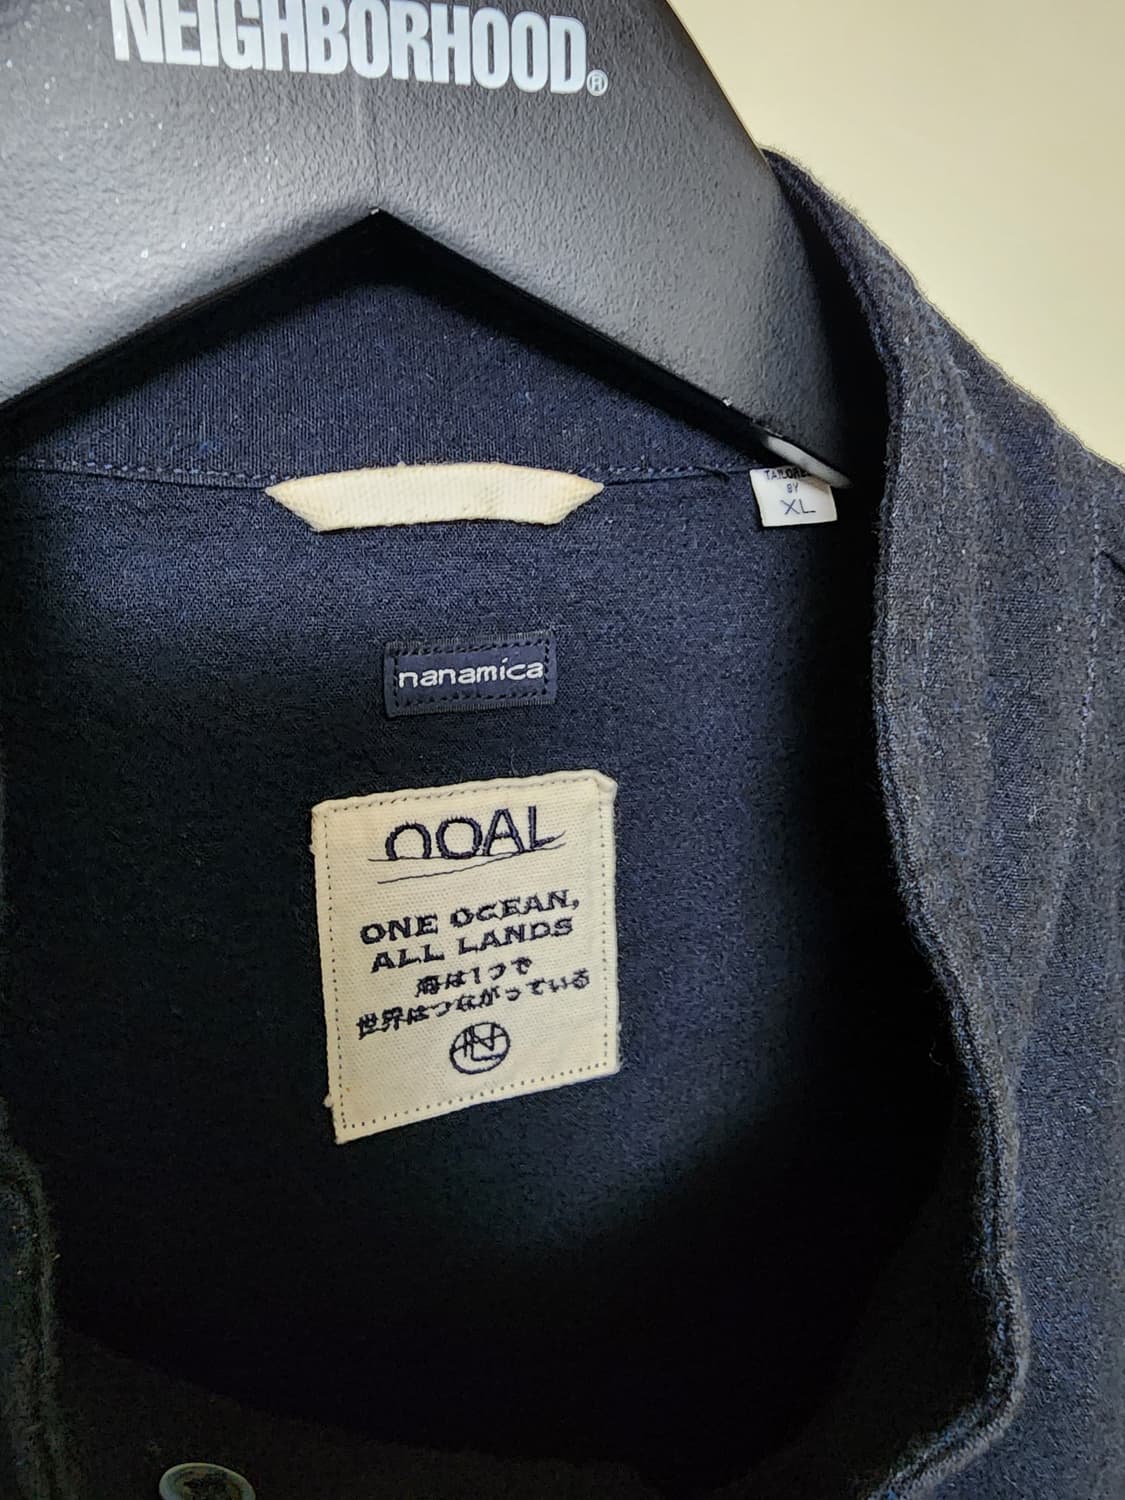 NEIGHBORHOOD.®
TAILORED
BY
XL
nanamica
OOAL
ONE OCEAN,
ALL LANDS
海は1つで
世界はつながっている